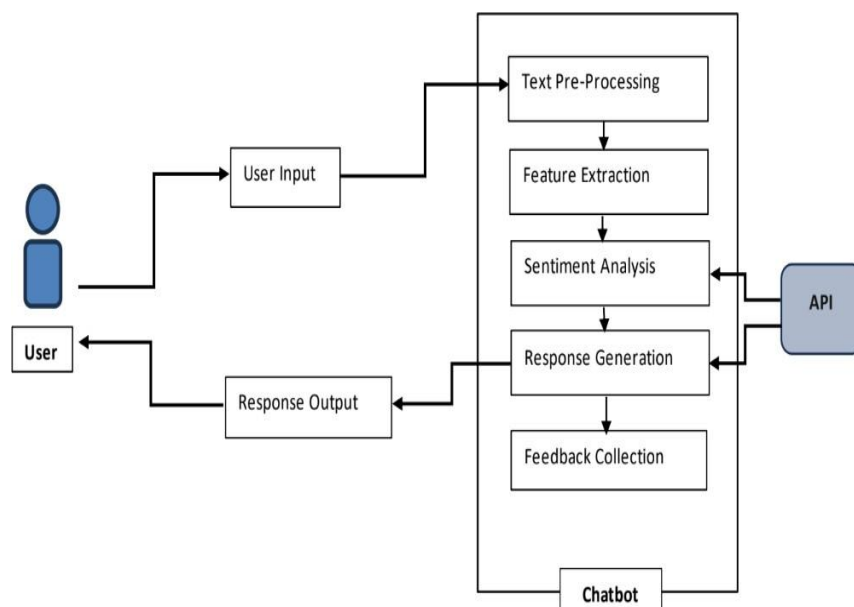 Text Pre-Processing
User Input
Feature Extraction
Sentiment Analysis
API
User
Response Generation
Response Output
Feedback Collection
Chatbot